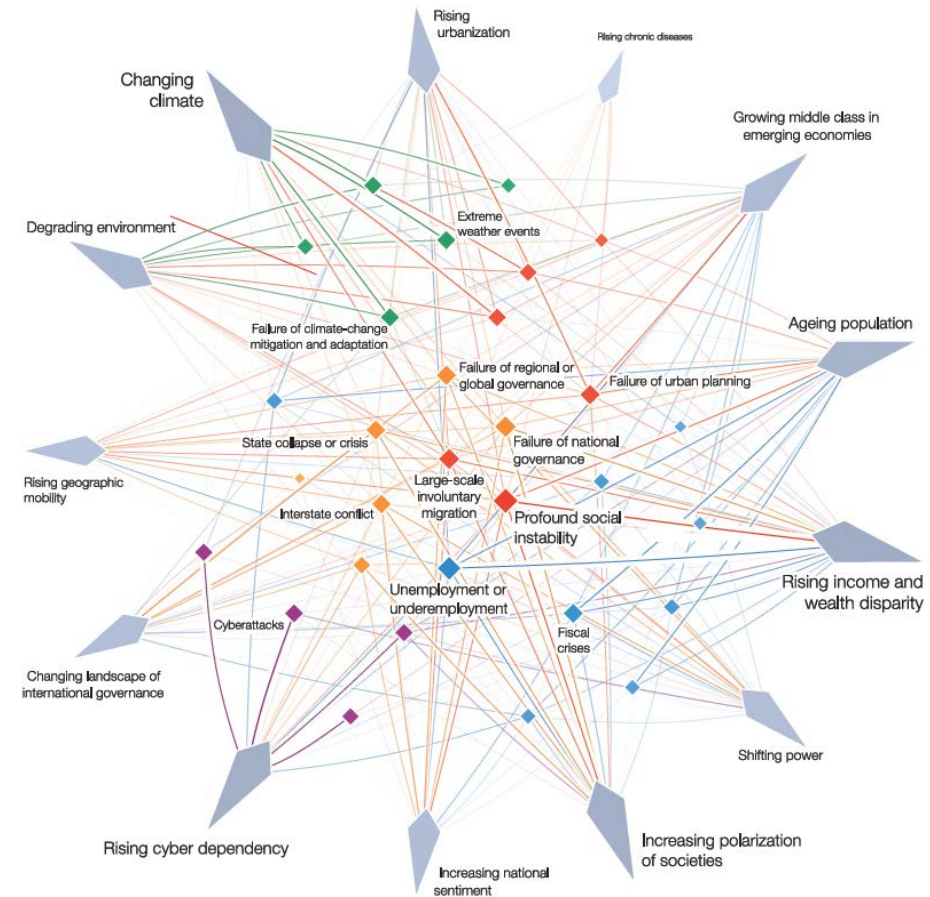 Rising
urbanization
Rising chronic diseases
Changing
climate
Growing middle class in
emerging economies
Degrading environment
Extreme
weather events
Ageing population
Failure of climate-change
mitigation and adaptation
Failure of regional or
global governance
Failure of urban planning
State collapse or crisis
Failure of national
governance
Rising geographic
mobility
Large-scale
involuntary
migration
Interstate conflict
Profound social
instability
Unemployment or
underemployment
Rising income and
wealth disparity
Cyberattacks
Fiscal
crises
Changing landscape of
international governance
Shifting power
Rising cyber dependency
Increasing polarization
of societies
Increasing national
sentiment